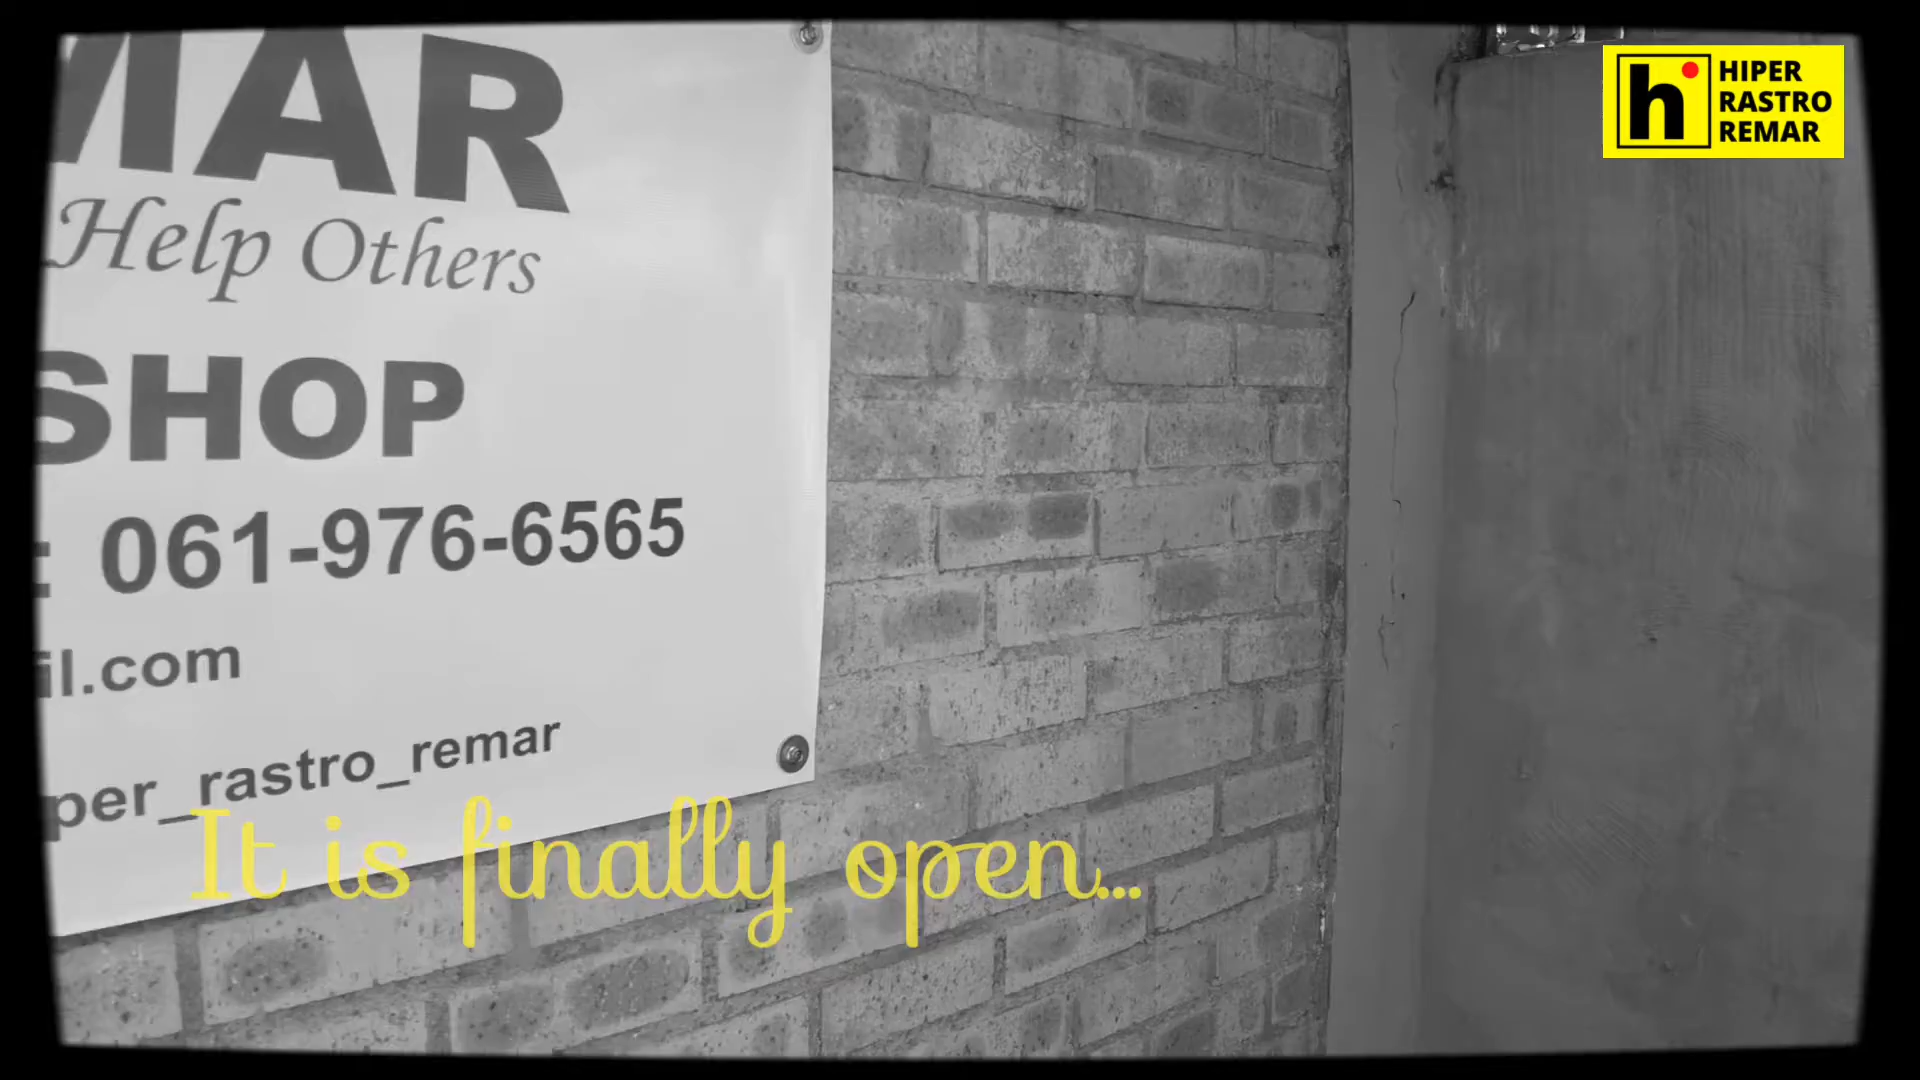 MAR
Help Others
SHOP
: 061-976-6565
il.com
per_rastro_remar
It is finally open...
h
HIPER
RASTRO
REMAR